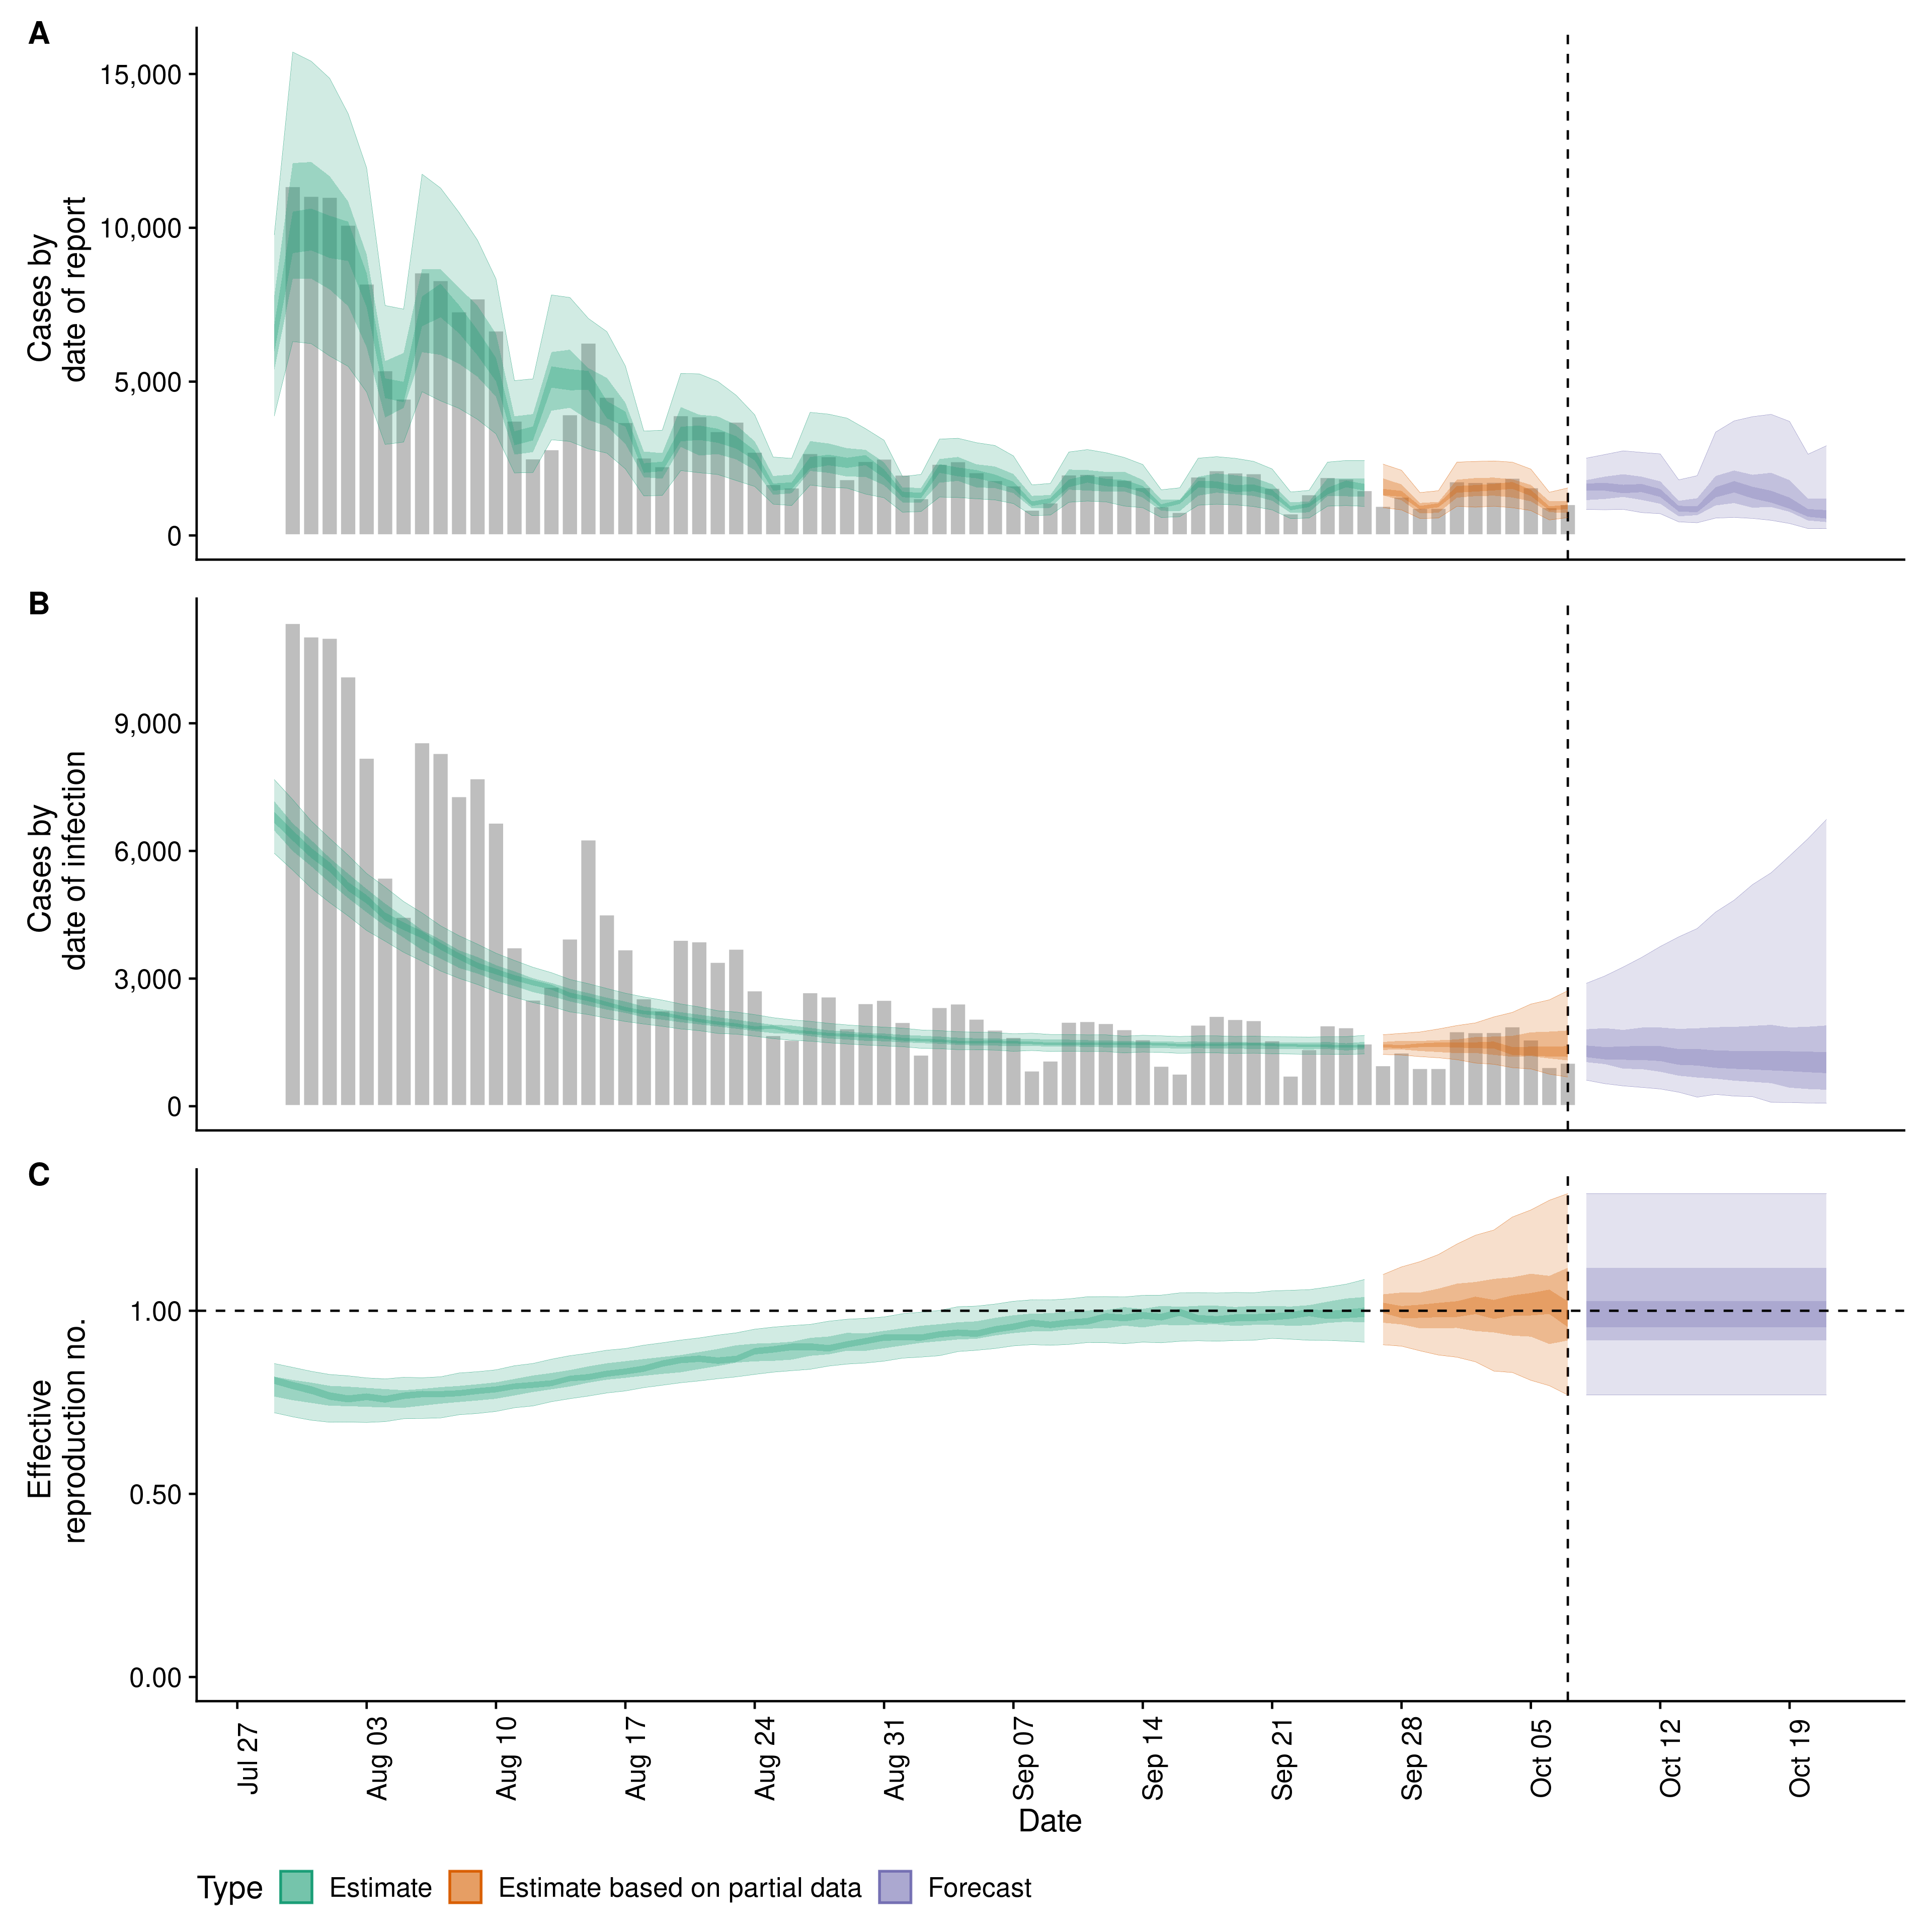 A
15,000
10,000
5,000
0
Cases by
date of report
B
9,000
6,000
3,000
0
Cases by
date of infection
C
1.00
0.50
0.00
Effective
reproduction no.
Jul 27
Aug 03
Aug 10
Aug 17
Aug 24
Aug 31
Sep 07
Sep 14
Sep 21
Sep 28
Oct 05
Oct 12
Oct 19
Date
Type Estimate Estimate based on partial data Forecast